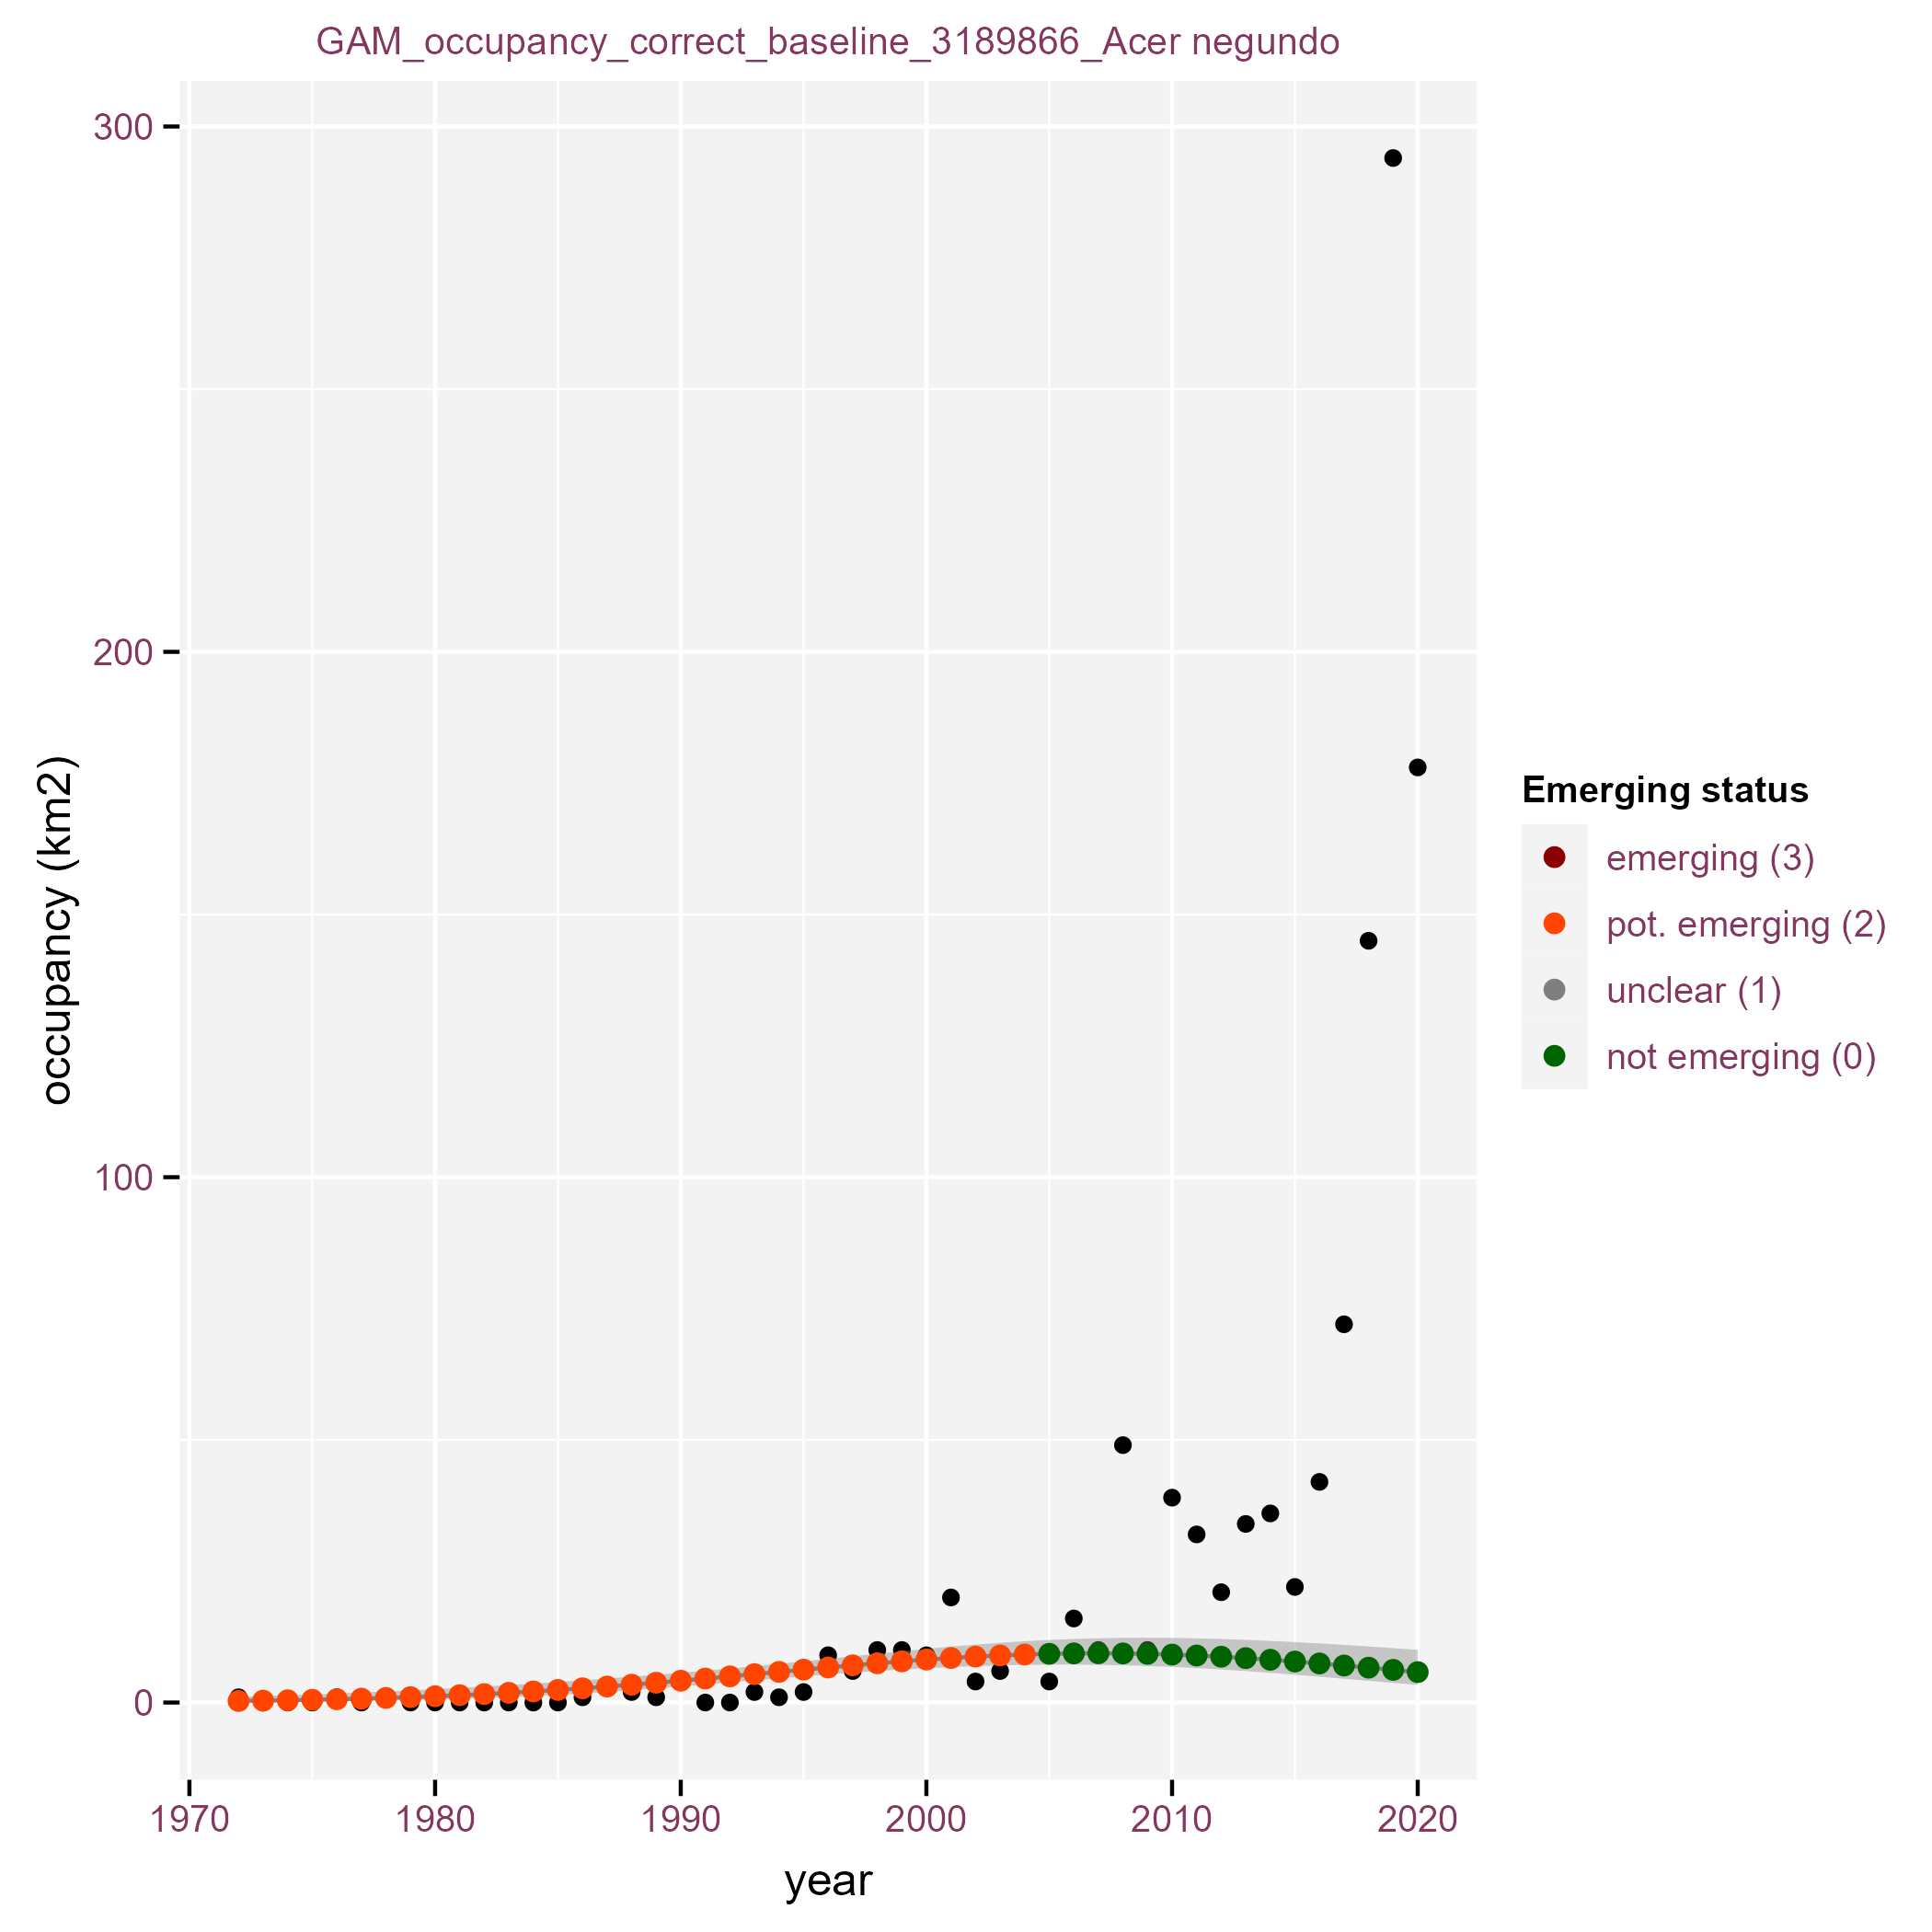 GAM_occupancy_correct_baseline_3189866_Acer negundo
300
200
100
0
occupancy (km2)
1970 1980 1990 2000 2010 2020
year
Emerging status
emerging (3)
pot. emerging (2)
unclear (1)
not emerging (0)